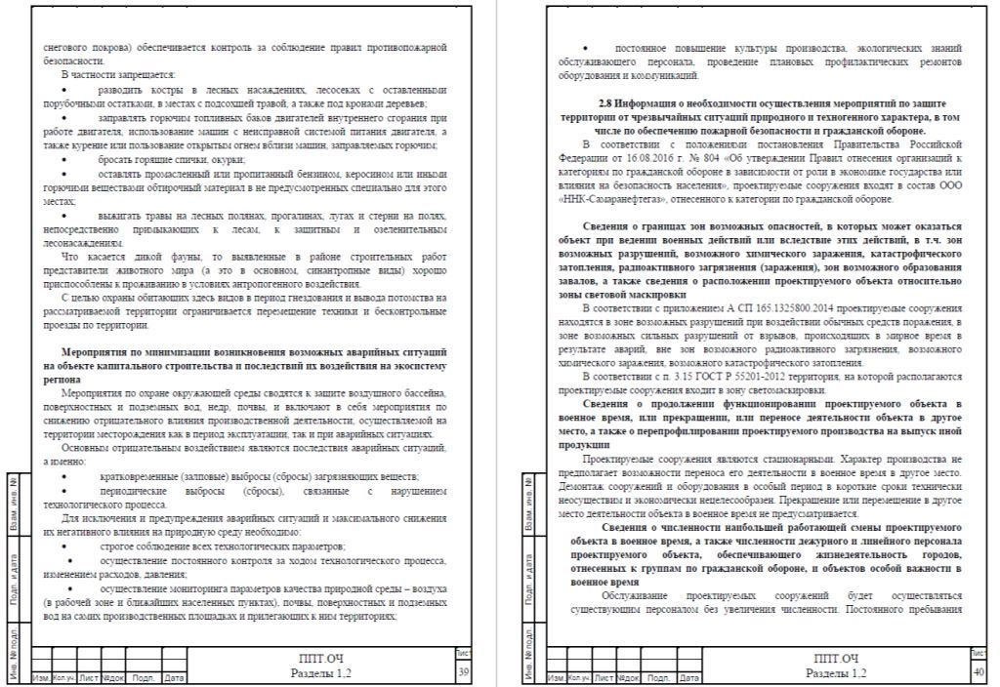 снегового покрова) обеспечивается контроль за соблюдение правил противопожарной
безопасности.
В частности запрещается:
• разводить костры в лесных насаждениях, лесосеках с оставленными
порубочными остатками, в местах с подсохшей травой, а также под кронами деревьев;
• заправлять горючим топливных баков двигателей внутреннего сгорания при
работе двигателя, использование машин с неисправной системой питания двигателя, а
также курение или пользование открытым огнем вблизи машин, заправляемых горючим;
• бросать горящие спички, окурки;
• оставлять промасленный или пропитанный бензином, керосином или иными
горючими веществами обтирочный материал в не предусмотренных специально для этого
местах;
• выжигать травы на лесных полянах, прогалинах, лугах и стерни на полях,
непосредственно примыкающих к лесам, к защитным и озеленительным
лесонасаждениям.
Что касается дикой фауны, то выявленные в районе строительных работ
представители животного мира (а это в основном, синантропные виды) хорошо
приспособлены к проживанию в условиях антропогенного воздействия.
С целью охраны обитающих здесь видов в период гнездования и вывода потомства на
рассматриваемой территории ограничивается перемещение техники и бесконтрольные
проезды по территории.
Мероприятия по минимизации возникновения возможных аварийных ситуаций
на объекте капитального строительства и последствий их воздействия на экосистему
региона
Мероприятия по охране окружающей среды сводятся к защите воздушного бассейна,
поверхностных и подземных вод, недр, почвы, и включают в себя мероприятия по
снижению отрицательного влияния производственной деятельности, осуществляемой на
территории месторождения как в период эксплуатации, так и при аварийных ситуациях.
Основным отрицательным воздействием являются последствия аварийных ситуаций,
а именно:
• кратковременные (залповые) выбросы (сбросы) загрязняющих веществ;
• периодические выбросы (сбросы), связанные с нарушением
технологического процесса.
Для исключения и предупреждения аварийных ситуаций и максимального снижения
их негативного влияния на природную среду необходимо:
• строгое соблюдение всех технологических параметров;
• осуществление постоянного контроля за ходом технологического процесса,
изменением расходов, давления;
• осуществление мониторинга параметров качества природной среды – воздуха
(в рабочей зоне и ближайших населенных пунктах), почвы, поверхностных и подземных
вод на самих производственных площадках и прилегающих к ним территориях;
Взам. инв. №
Подп. и дата
Инв. № подл.
Изм. Кол.уч. Лист №док Подп. Дата
ППТ.ОЧ
Разделы 1,2
Лист
39
• постоянное повышение культуры производства, экологических знаний
обслуживающего персонала, проведение плановых профилактических ремонтов
оборудования и коммуникаций.
2.8 Информация о необходимости осуществления мероприятий по защите
территории от чрезвычайных ситуаций природного и техногенного характера, в том
числе по обеспечению пожарной безопасности и гражданской обороне.
В соответствии с положениями постановления Правительства Российской
Федерации от 16.08.2016 г. № 804 «Об утверждении Правил отнесения организаций к
категориям по гражданской обороне в зависимости от роли в экономике государства или
влияния на безопасность населения», проектируемые сооружения входят в состав ООО
«ННК-Самаранефтегаз», отнесенного к категории по гражданской обороне.
Сведения о границах зон возможных опасностей, в которых может оказаться
объект при ведении военных действий или вследствие этих действий, в т.ч. зон
возможных разрушений, возможного химического заражения, катастрофического
затопления, радиоактивного загрязнения (заражения), зон возможного образования
завалов, а также сведения о расположении проектируемого объекта относительно
зоны световой маскировки
В соответствии с приложением А СП 165.1325800.2014 проектируемые сооружения
находятся в зоне возможных разрушений при воздействии обычных средств поражения, в
зоне возможных сильных разрушений от взрывов, происходящих в мирное время в
результате аварий, вне зон возможного радиоактивного загрязнения, возможного
химического заражения, возможного катастрофического затопления.
В соответствии с п. 3.15 ГОСТ Р 55201-2012 территория, на которой располагаются
проектируемые сооружения входит в зону светомаскировки.
Сведения о продолжении функционировании проектируемого объекта в
военное время, или прекращении, или переносе деятельности объекта в другое
место, а также о перепрофилировании проектируемого производства на выпуск иной
продукции
Проектируемые сооружения являются стационарными. Характер производства не
предполагает возможности переноса его деятельности в военное время в другое место.
Демонтаж сооружений и оборудования в особый период в короткие сроки технически
неосуществим и экономически нецелесообразен. Прекращение или перемещение в другое
место деятельности объекта в военное время не предусматривается.
Сведения о численности наибольшей работающей смены проектируемого
объекта в военное время, а также численности дежурного и линейного персонала
проектируемого объекта, обеспечивающего жизнедеятельность городов,
отнесенных к группам по гражданской обороне, и объектов особой важности в
военное время
Обслуживание проектируемых сооружений будет осуществляться
существующим персоналом без увеличения численности. Постоянного пребывания
Взам. инв. №
Подп. и дата
Инв. № подл.
Изм. Кол.уч. Лист №док Подп. Дата
ППТ.ОЧ
Разделы 1,2
Лист
40